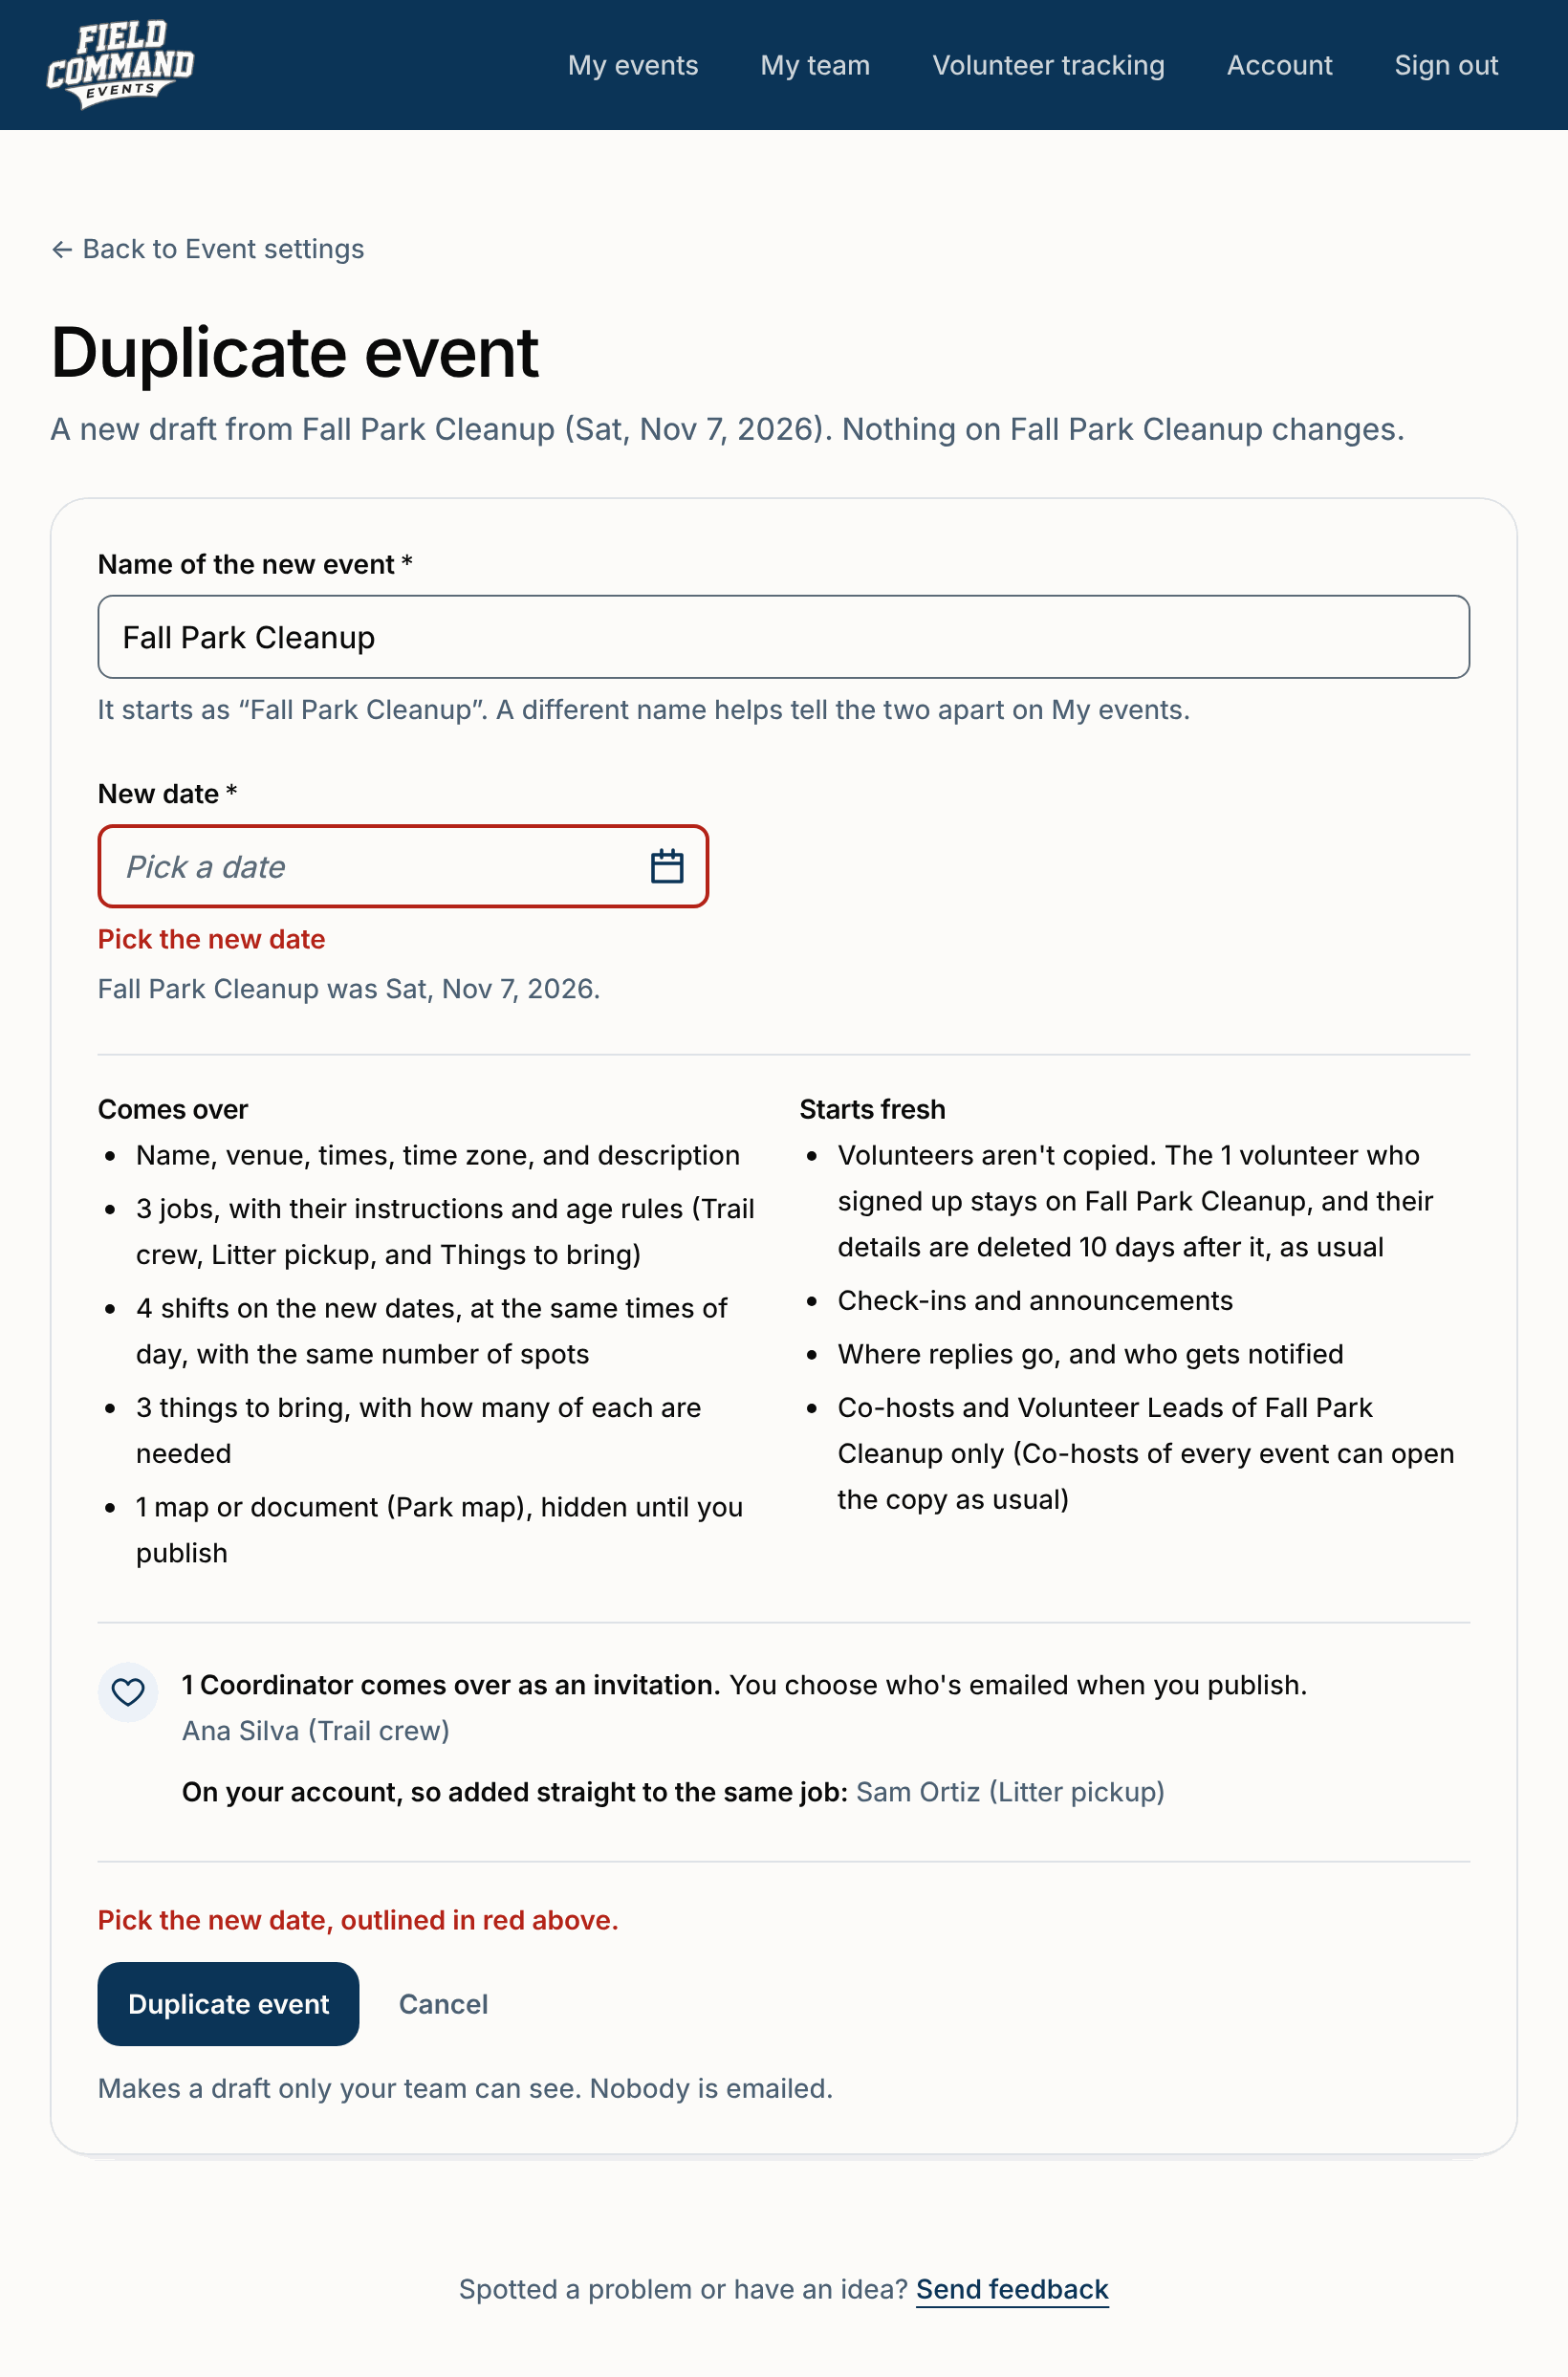 FIELD
COMMAND
EVENTS
My events
My team
Volunteer tracking
Account
Sign out
← Back to Event settings
Duplicate event
A new draft from Fall Park Cleanup (Sat, Nov 7, 2026). Nothing on Fall Park Cleanup changes.
Name of the new event *
Fall Park Cleanup
It starts as “Fall Park Cleanup”. A different name helps tell the two apart on My events.
New date *
Pick a date
Pick the new date
Fall Park Cleanup was Sat, Nov 7, 2026.
Comes over
• Name, venue, times, time zone, and description
• 3 jobs, with their instructions and age rules (Trail
crew, Litter pickup, and Things to bring)
• 4 shifts on the new dates, at the same times of
day, with the same number of spots
• 3 things to bring, with how many of each are
needed
• 1 map or document (Park map), hidden until you
publish
Starts fresh
• Volunteers aren't copied. The 1 volunteer who
signed up stays on Fall Park Cleanup, and their
details are deleted 10 days after it, as usual
• Check-ins and announcements
• Where replies go, and who gets notified
• Co-hosts and Volunteer Leads of Fall Park
Cleanup only (Co-hosts of every event can open
the copy as usual)
1 Coordinator comes over as an invitation. You choose who's emailed when you publish.
Ana Silva (Trail crew)
On your account, so added straight to the same job: Sam Ortiz (Litter pickup)
Pick the new date, outlined in red above.
Duplicate event
Cancel
Makes a draft only your team can see. Nobody is emailed.
Spotted a problem or have an idea? Send feedback